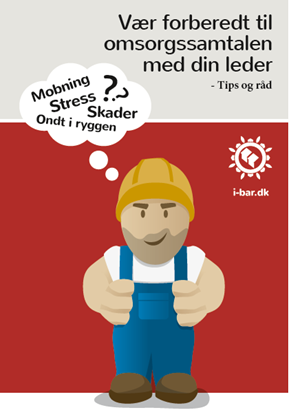 Vær forberedt til
omsorgssamtalen
med din leder
- Tips og råd
Mobning
Stress ??
Skader
Ondt i ryggen
i-bar.dk